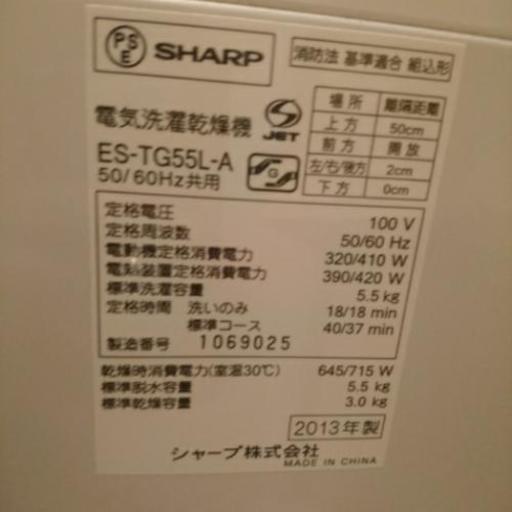 PSE SHARP
消防法 基準適合 組込形
電気洗濯乾燥機
JET
ES-TG55L-A
50/60Hz共用
G
場所 離隔距離
上方 50cm
前方 開放
左/右/後方 2cm
下方 0cm
定格電圧 100 V
定格周波数 50/60 Hz
電動機定格消費電力 320/410 W
電熱装置定格消費電力 390/420 W
標準洗濯容量 5.5 kg
定格時間 洗いのみ 18/18 min
標準コース 40/37 min
製造番号 1069025
乾燥時消費電力(室温30℃) 645/715 W
標準脱水容量 5.5 kg
標準乾燥容量 3.0 kg
2013年製
シャープ株式会社
MADE IN CHINA